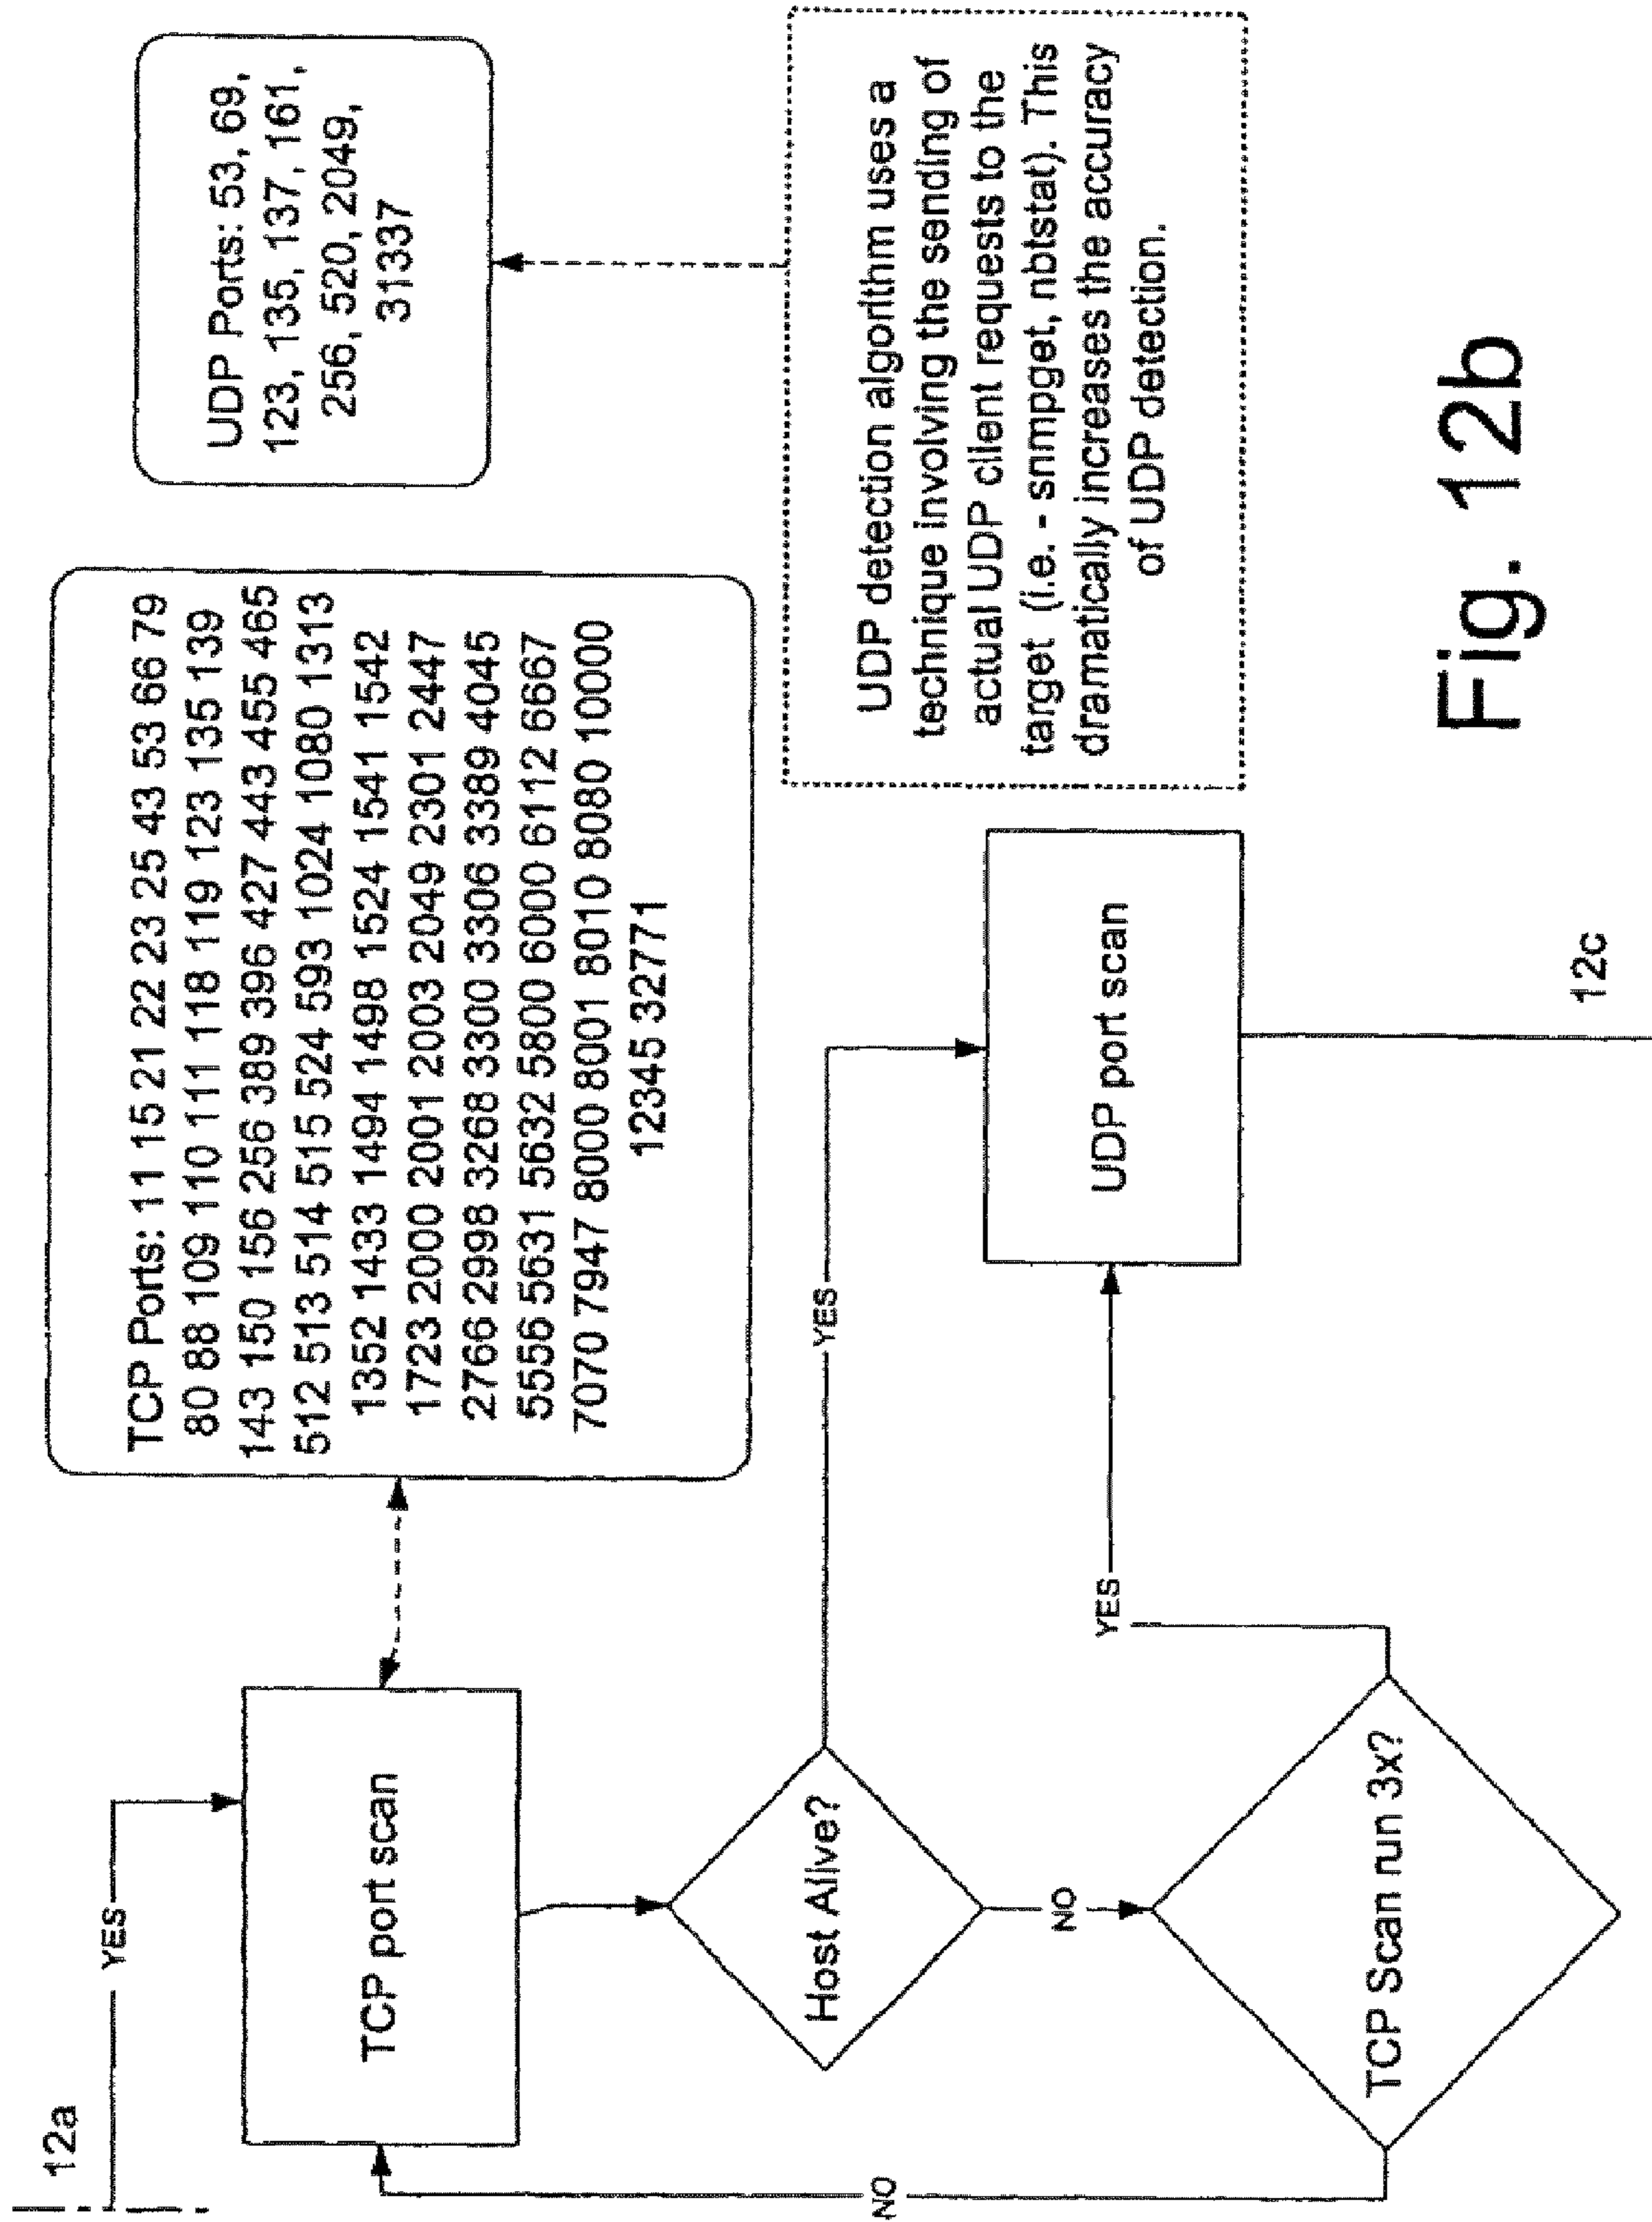 12a
YES
TCP port scan
TCP Ports: 11 15 21 22 23 25 43 53 66 79
80 88 109 110 111 118 119 123 135 139
143 150 156 256 389 396 427 443 455 465
512 513 514 515 524 593 1024 1080 1313
1352 1433 1494 1498 1524 1541 1542
1723 2000 2001 2003 2049 2301 2447
2766 2998 3268 3300 3306 3389 4045
5556 5631 5632 5800 6000 6112 6667
7070 7947 8000 8001 8010 8080 10000
12345 32771
UDP Ports: 53, 69,
123, 135, 137, 161,
256, 520, 2049,
31337
Host Alive?
YES
NO
UDP detection algorithm uses a
technique involving the sending of
actual UDP client requests to the
target (i.e. - snmpget, nbtstat). This
dramatically increases the accuracy
of UDP detection.
UDP port scan
YES
TCP Scan run 3x?
NO
12c
Fig. 12b